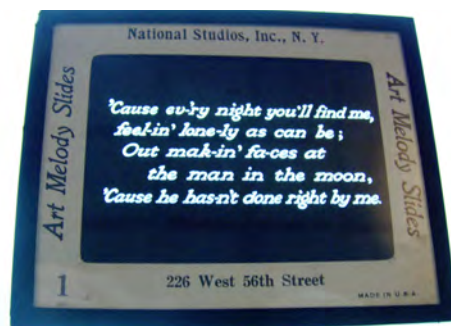 National Studios, Inc., N. Y.
Art Melody Slides
'Cause ev-'ry night you'll find me,
feel-in' lone-ly as can be;
Out mak-in' fa-ces at
the man in the moon,
'Cause he has-n't done right by me.
Art Melody Slides
1
226 West 56th Street
MADE IN U.S.A.